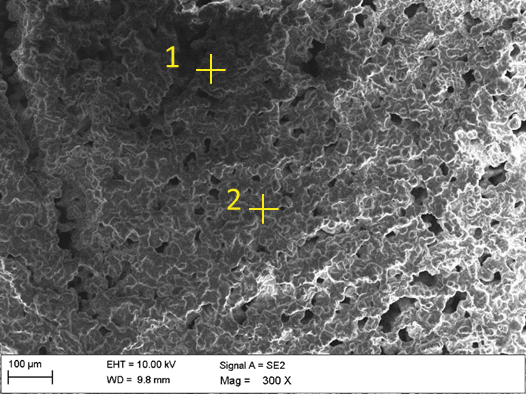 1
2
100 µm
EHT = 10.00 kV
Signal A = SE2
WD = 9.8 mm
Mag = 300 X